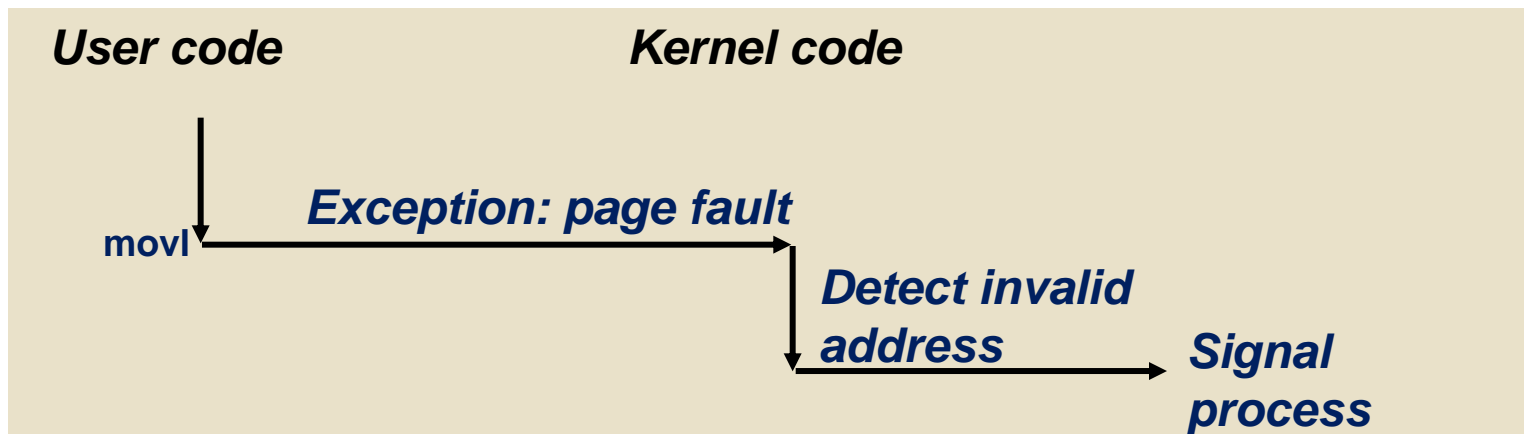 User code
Kernel code
Exception: page fault
movl
Detect invalid
address
Signal
process